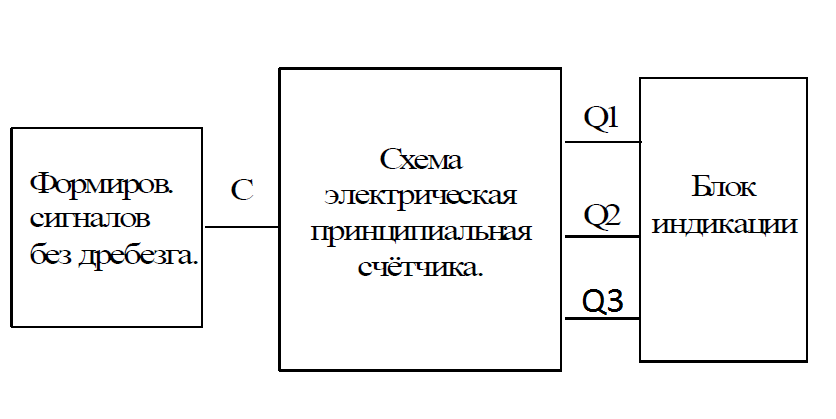 Формиров.
сигналов
без дребезга.
С
Схема
электрическая
принципиальная
счётчика.
Q1
Q2
Q3
Блок
индикации